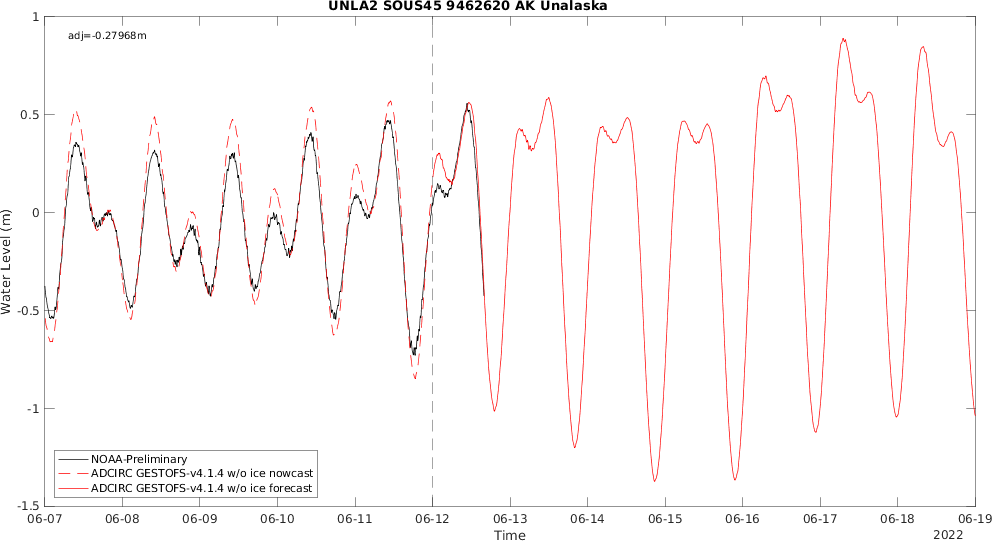 UNLA2 SOUS45 9462620 AK Unalaska
adj=-0.27968m
1
0.5
0
-0.5
-1
-1.5
Water Level (m)
NOAA-Preliminary
ADCIRC GESTOFS-v4.1.4 w/o ice nowcast
ADCIRC GESTOFS-v4.1.4 w/o ice forecast
06-07 06-08 06-09 06-10 06-11 06-12 06-13 06-14 06-15 06-16 06-17 06-18 06-19
Time
2022